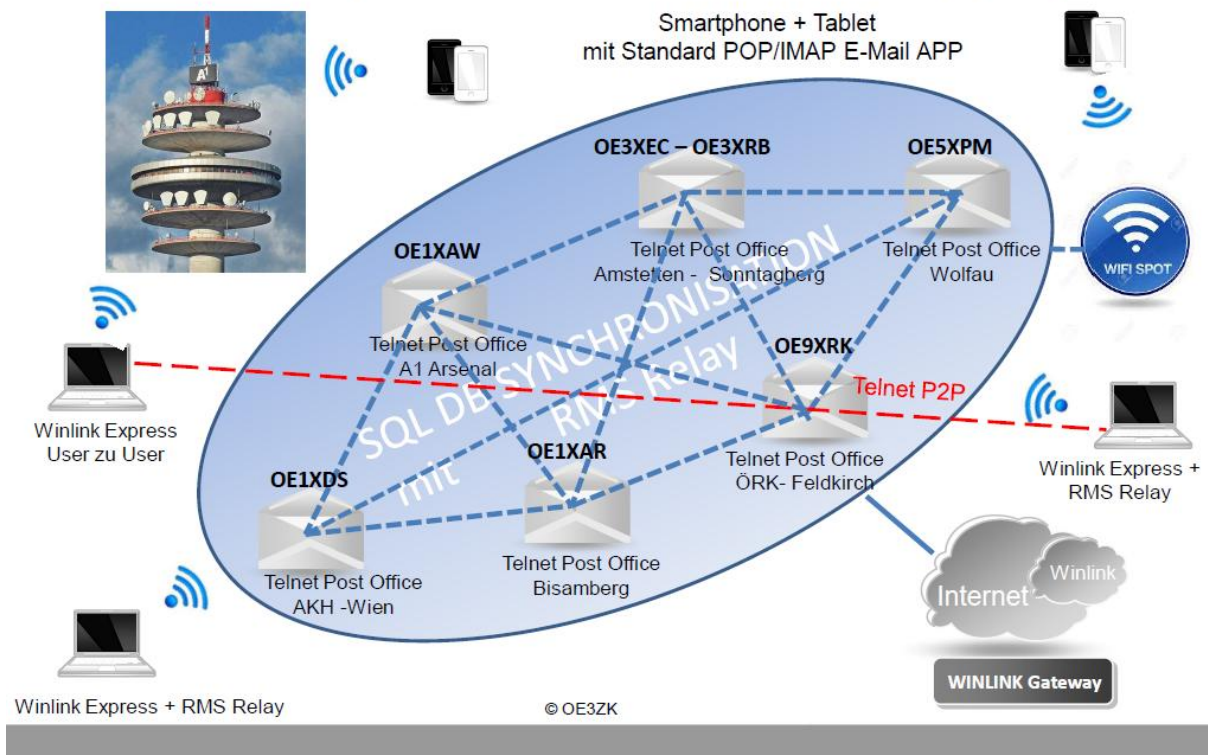 Smartphone + Tablet
mit Standard POP/IMAP E-Mail APP
A1
OE3XEC – OE3XRB
OE5XPM
Telnet Post Office
Amstetten - Sonntagberg
Telnet Post Office
Wolfau
WIFI SPOT
OE1XAW
Telnet Post Office
A1 Arsenal
SQL DB SYNCHRONISATION
mit RMS Relay
OE9XRK
Telnet P2P
Telnet Post Office
ÖRK- Feldkirch
Winlink Express
User zu User
Winlink Express +
RMS Relay
OE1XDS
Telnet Post Office
AKH -Wien
OE1XAR
Telnet Post Office
Bisamberg
Internet
Winlink
WINLINK Gateway
Winlink Express + RMS Relay
© OE3ZK